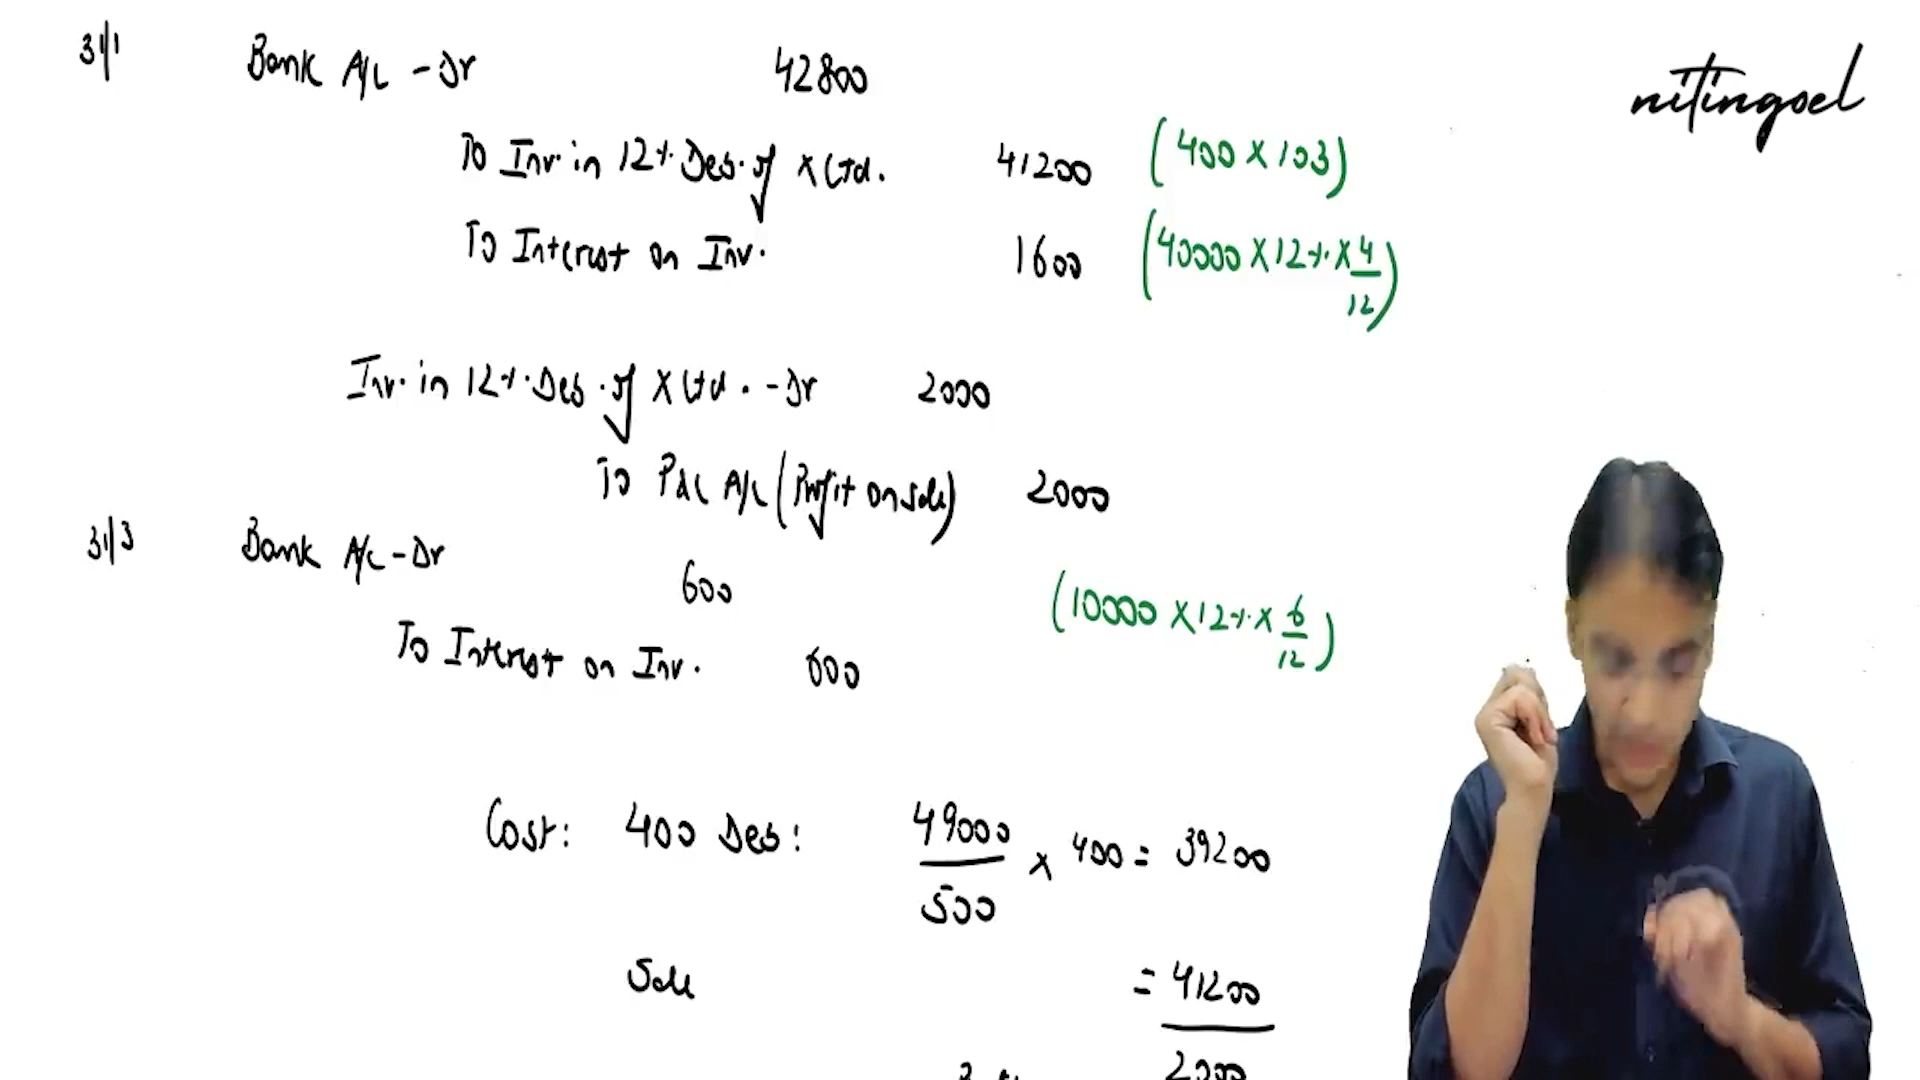 31/1 Bank A/c - Dr 42800
nitingoel
To Inv. in 12% Deb. of X Ltd. 41200 (400 X 103)
To Interest on Inv. 1600 (40000 X 12% X 4/12)
Inv. in 12% Deb. of X Ltd. - Dr 2000
To P&L A/c (Profit on sale) 2000
31/3 Bank A/c - Dr 600
To Interest on Inv. 600 (10000 X 12% X 6/12)
Cost: 400 Deb: 49000/500 X 400 = 39200
Sale = 41200
2000